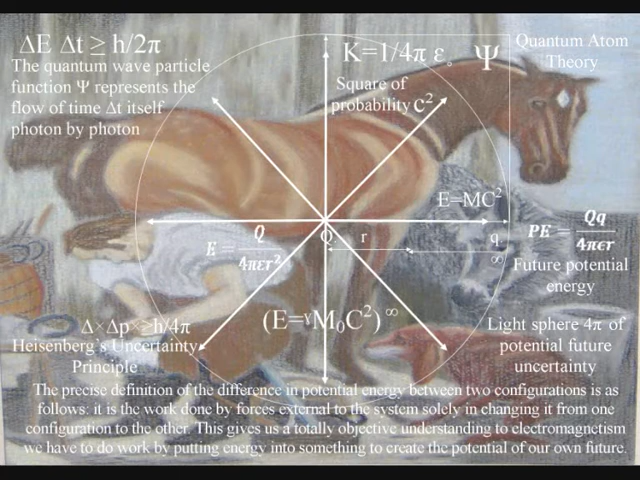 ΔE Δt ≥ h/2π
The quantum wave particle
function Ψ represents the
flow of time Δt itself
photon by photon
K=1/4π ε。
Ψ
Quantum Atom
Theory
Square of
probability c²
E=MC²
E = Q/4πεr²
Q
r
q
∞
PE = Qq/4πεr
Future potential
energy
Δ×Δp×≥h/4π
Heisenberg's Uncertainty
Principle
(E=ᵞM₀C²)∞
Light sphere 4π of
potential future
uncertainty
The precise definition of the difference in potential energy between two configurations is as
follows: it is the work done by forces external to the system solely in changing it from one
configuration to the other. This gives us a totally objective understanding to electromagnetism
we have to do work by putting energy into something to create the potential of our own future.